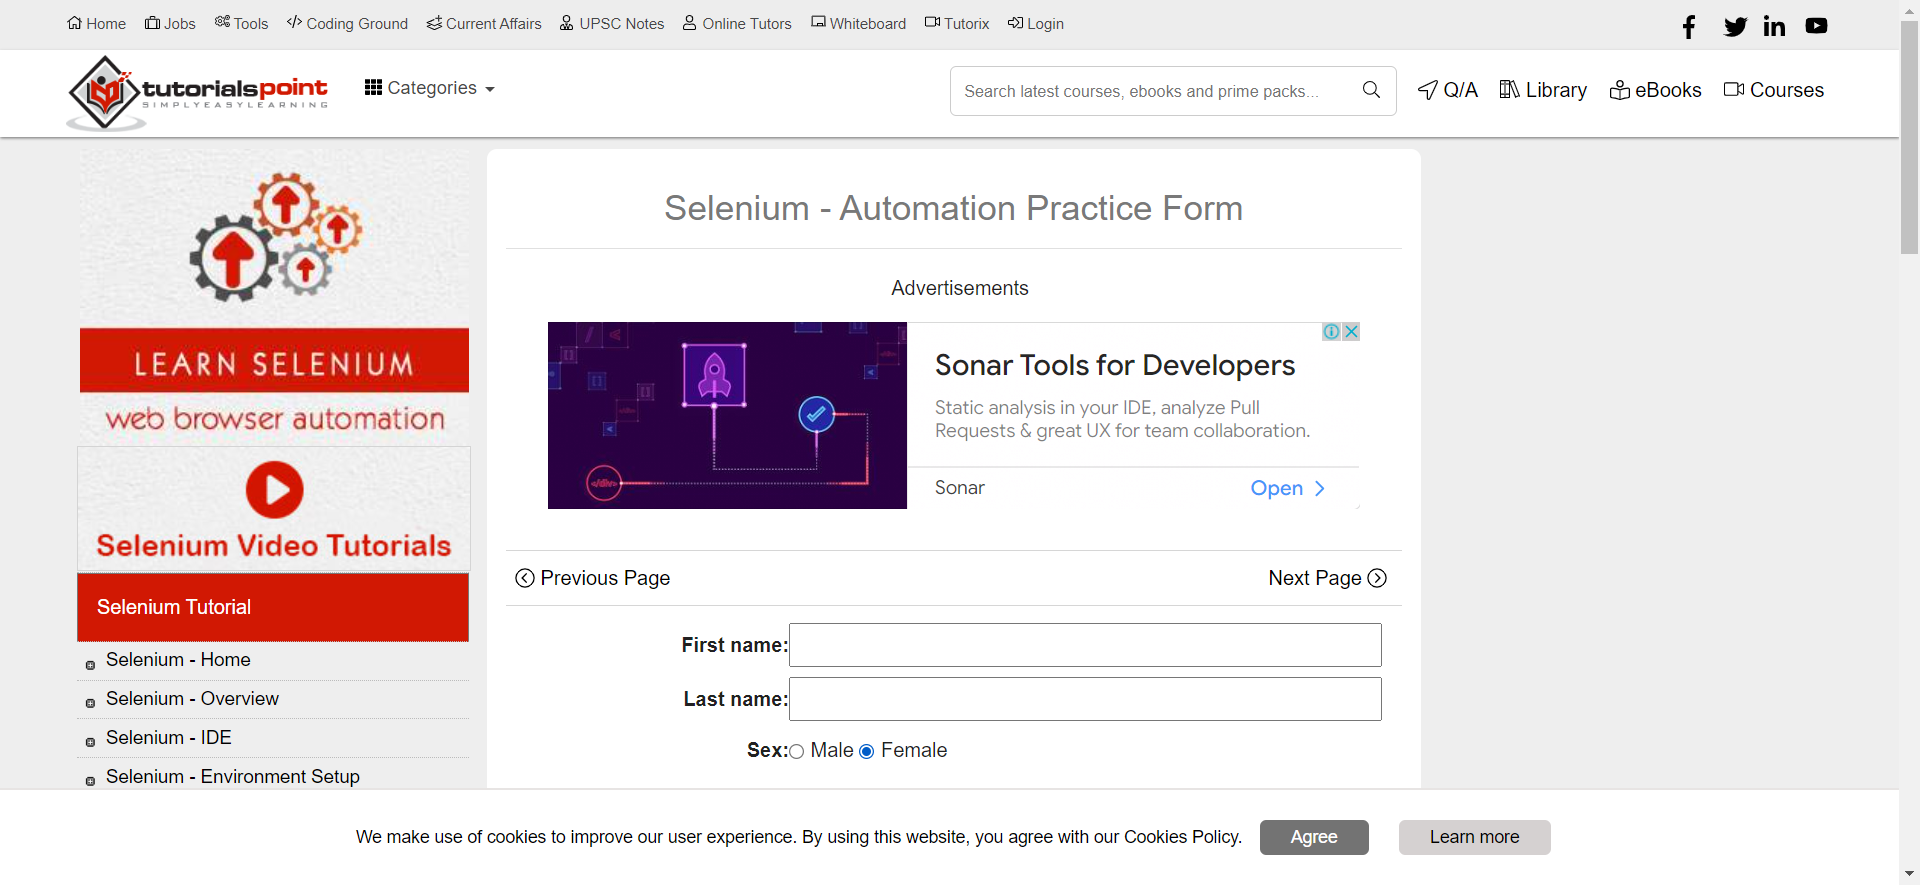 Home Jobs Tools Coding Ground Current Affairs UPSC Notes Online Tutors Whiteboard Tutorix Login
tutorialspoint
SIMPLYEASYLEARNING
Categories
Search latest courses, ebooks and prime packs...
Q/A Library eBooks Courses
LEARN SELENIUM
web browser automation
Selenium Video Tutorials
Selenium Tutorial
Selenium - Home
Selenium - Overview
Selenium - IDE
Selenium - Environment Setup
Selenium - Automation Practice Form
Advertisements
Sonar Tools for Developers
Static analysis in your IDE, analyze Pull
Requests & great UX for team collaboration.
Sonar
Open
Previous Page
Next Page
First name:
Last name:
Sex: Male Female
We make use of cookies to improve our user experience. By using this website, you agree with our Cookies Policy.
Agree
Learn more